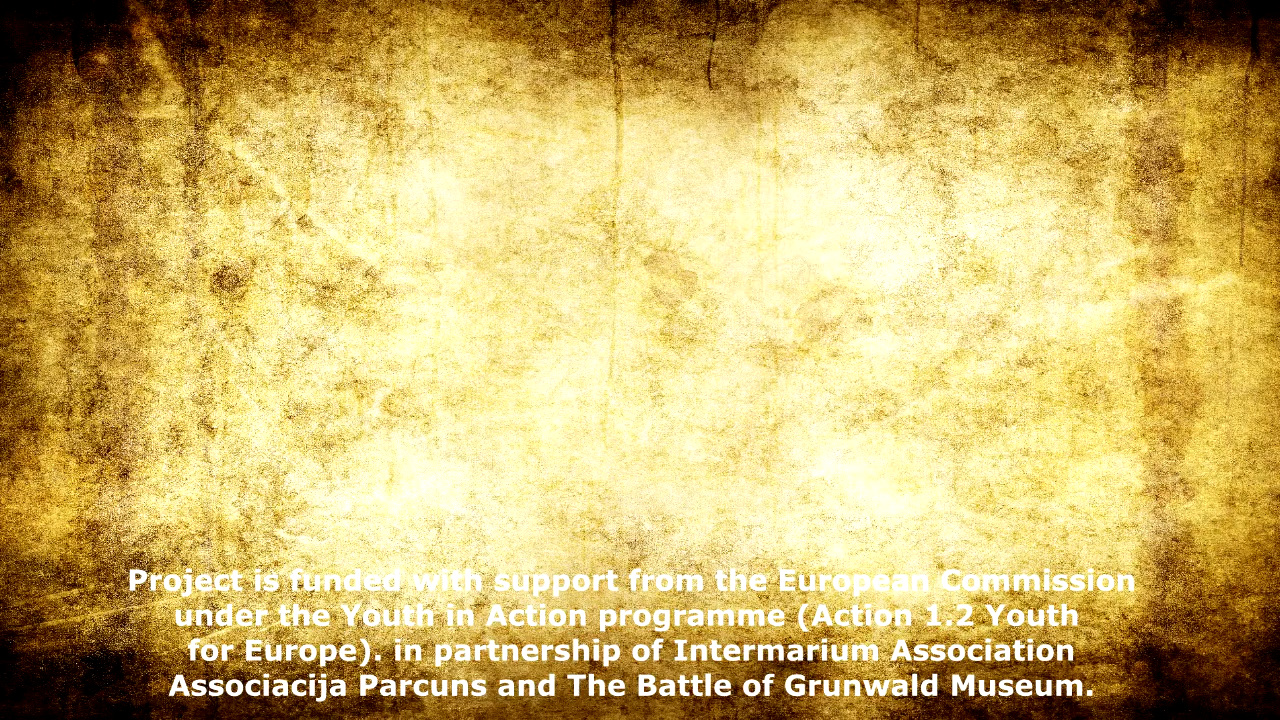 Project is funded with support from the European Commission
under the Youth in Action programme (Action 1.2 Youth
for Europe). in partnership of Intermarium Association
Associacija Parcuns and The Battle of Grunwald Museum.